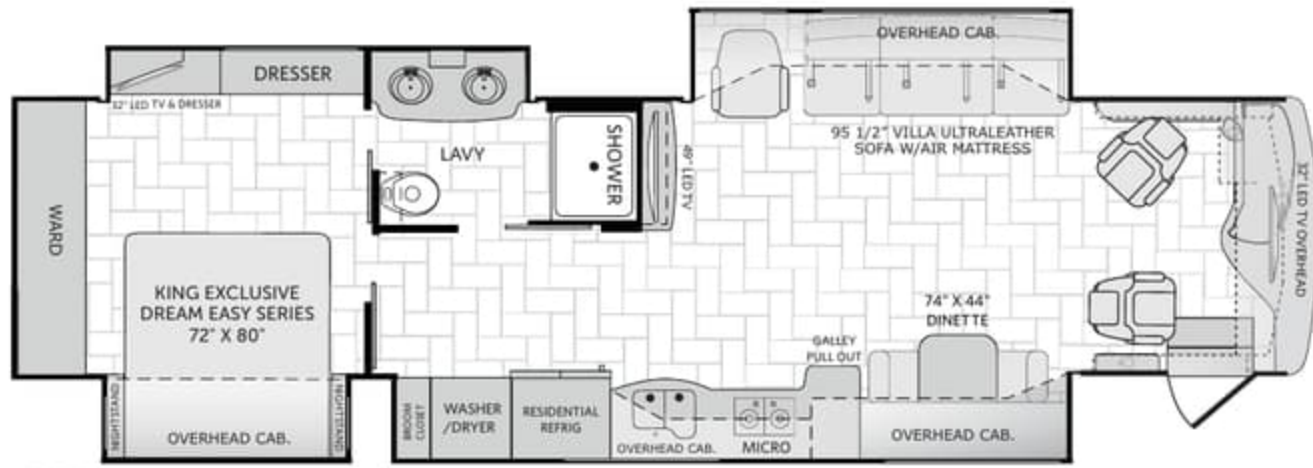 DRESSER
32" LED TV & DRESSER
WARD
KING EXCLUSIVE
DREAM EASY SERIES
72" X 80"
NIGHTSTAND
OVERHEAD CAB.
NIGHTSTAND
LAVY
SHOWER
49" LED TV
OVERHEAD CAB.
95 1/2" VILLA ULTRALEATHER
SOFA W/AIR MATTRESS
32" LED TV OVERHEAD
74" X 44"
DINETTE
GALLEY
PULL OUT
BROOM
CLOSET
WASHER
/DRYER
RESIDENTIAL
REFRIG
OVERHEAD CAB.
MICRO
OVERHEAD CAB.